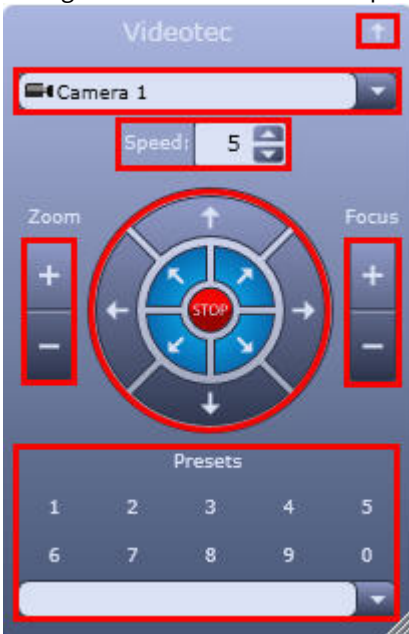 Videotec
Camera 1
Speed: 5
Zoom Focus
STOP
Presets
1 2 3 4 5
6 7 8 9 0